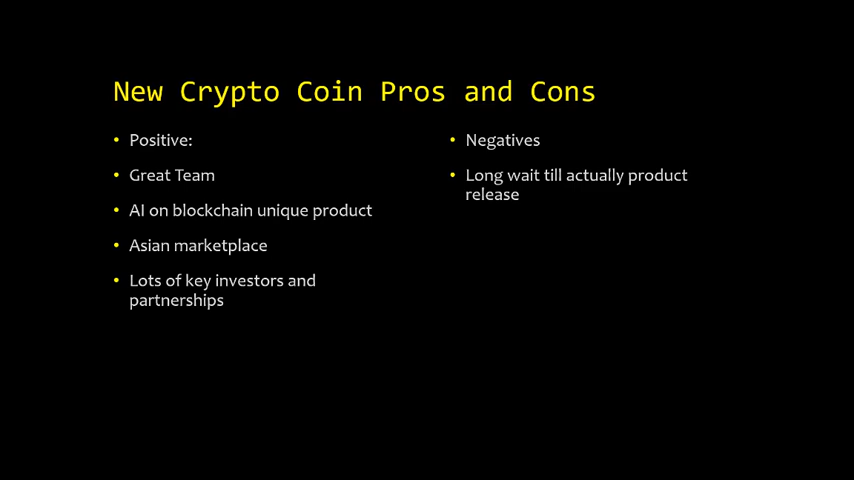 New Crypto Coin Pros and Cons
• Positive:
• Great Team
• AI on blockchain unique product
• Asian marketplace
• Lots of key investors and
partnerships
• Negatives
• Long wait till actually product
release